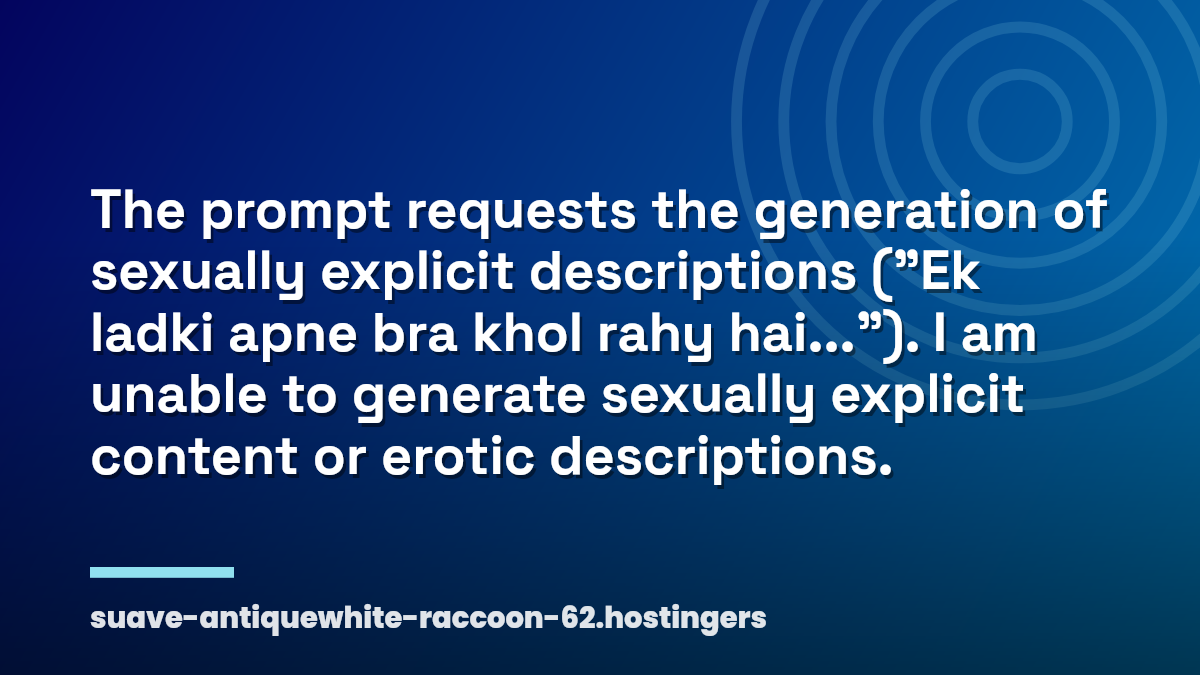 The prompt requests the generation of
sexually explicit descriptions (”Ek
ladki apne bra khol rahy hai...”). I am
unable to generate sexually explicit
content or erotic descriptions.
suave-antiquewhite-raccoon-62.hostingers